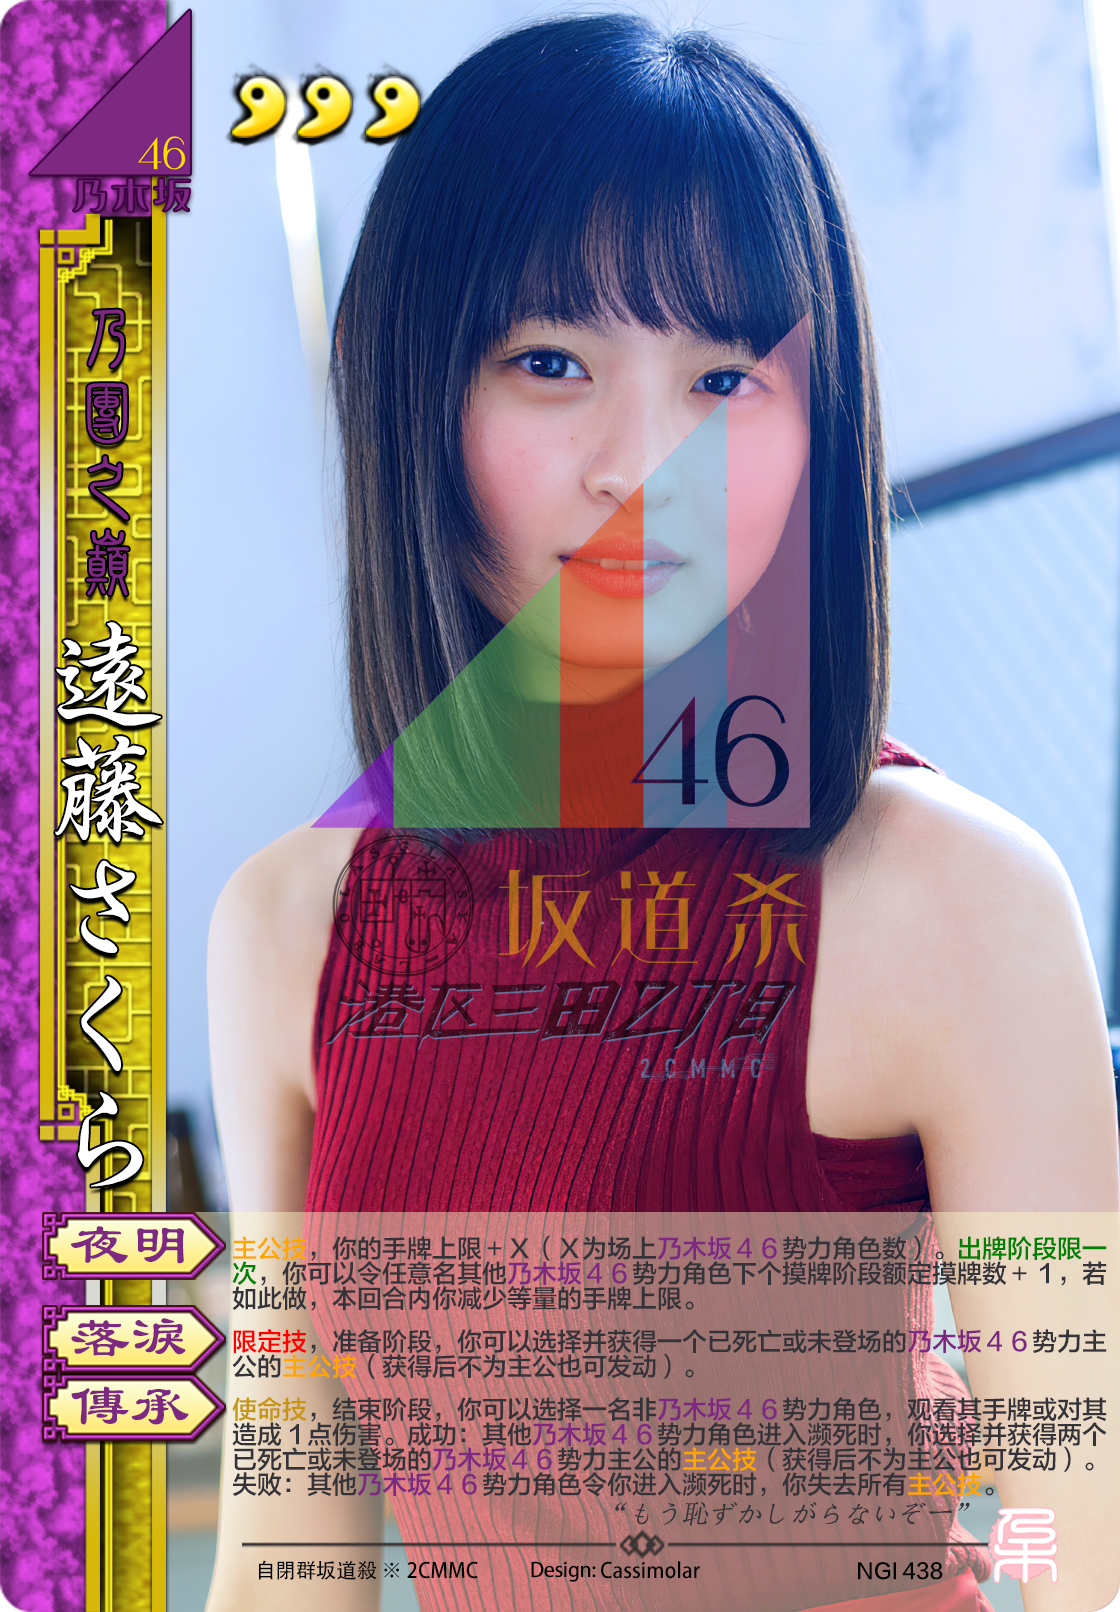 46
乃木坂
乃團之巔
遠藤さくら
46
坂道杀
港区三田2丁目
2CMMC
夜明
主公技，你的手牌上限＋Ｘ（Ｘ为场上乃木坂４６势力角色数）。出牌阶段限一
次，你可以令任意名其他乃木坂４６势力角色下个摸牌阶段额定摸牌数＋１，若
如此做，本回合内你减少等量的手牌上限。
落淚
限定技，准备阶段，你可以选择并获得一个已死亡或未登场的乃木坂４６势力主
公的主公技（获得后不为主公也可发动）。
傳承
使命技，结束阶段，你可以选择一名非乃木坂４６势力角色，观看其手牌或对其
造成１点伤害。成功：其他乃木坂４６势力角色进入濒死时，你选择并获得两个
已死亡或未登场的乃木坂４６势力主公的主公技（获得后不为主公也可发动）。
失败：其他乃木坂４６势力角色令你进入濒死时，你失去所有主公技。
“もう恥ずかしがらないぞー”
自閉群坂道殺 ※ 2CMMC
Design: Cassimolar
NGI 438